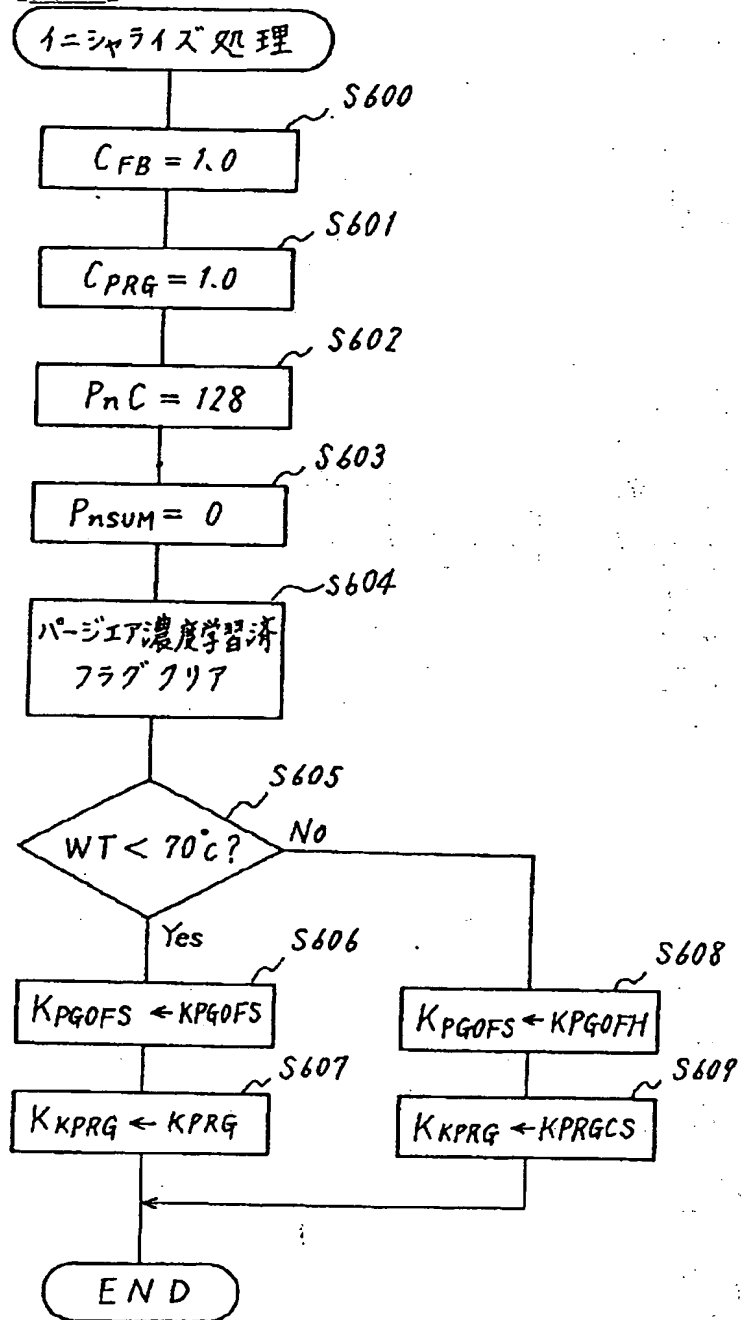 イニシャライズ処理
S600
CFB = 1.0
S601
CPRG = 1.0
S602
PnC = 128
S603
PnSUM = 0
S604
パージエア濃度学習済
フラグクリア
S605
WT < 70°C?
No
Yes
S606
KPGOFS ← KPGOFS
S607
KKPRG ← KPRG
S608
KPGOFS ← KPGOFH
S609
KKPRG ← KPRGCS
END